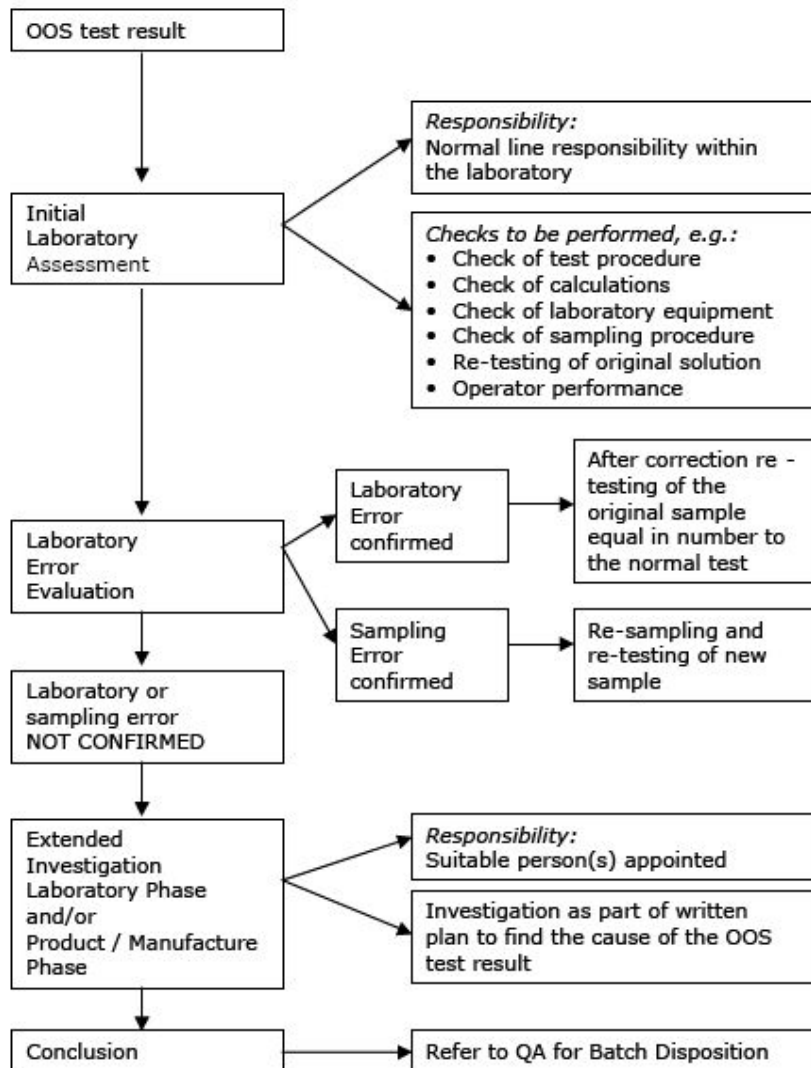 OOS test result
Responsibility:
Normal line responsibility within
the laboratory
Initial
Laboratory
Assessment
Checks to be performed, e.g.:
• Check of test procedure
• Check of calculations
• Check of laboratory equipment
• Check of sampling procedure
• Re-testing of original solution
• Operator performance
Laboratory
Error
Evaluation
Laboratory
Error
confirmed
After correction re -
testing of the
original sample
equal in number to
the normal test
Sampling
Error
confirmed
Re-sampling and
re-testing of new
sample
Laboratory or
sampling error
NOT CONFIRMED
Extended
Investigation
Laboratory Phase
and/or
Product / Manufacture
Phase
Responsibility:
Suitable person(s) appointed
Investigation as part of written
plan to find the cause of the OOS
test result
Conclusion
Refer to QA for Batch Disposition